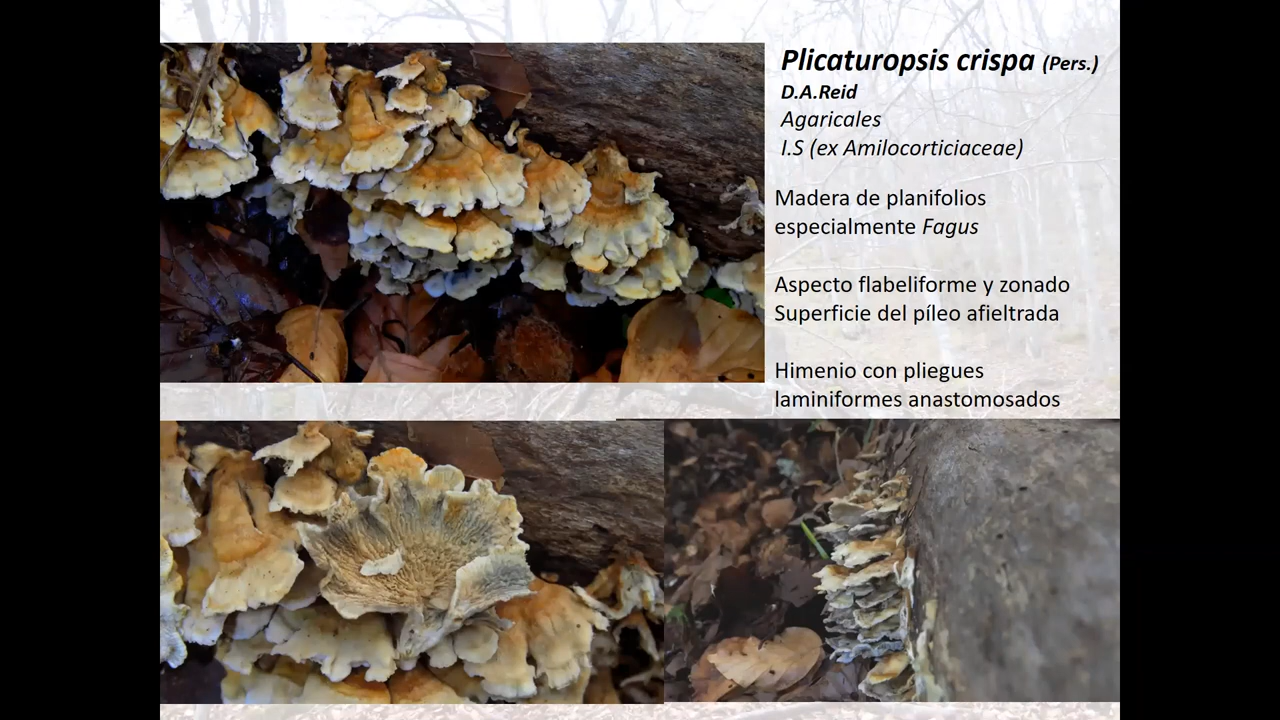 Plicaturopsis crispa (Pers.)
D.A.Reid
Agaricales
I.S (ex Amilocorticiaceae)
Madera de planifolios
especialmente Fagus
Aspecto flabeliforme y zonado
Superficie del píleo afieltrada
Himenio con pliegues
laminiformes anastomosados